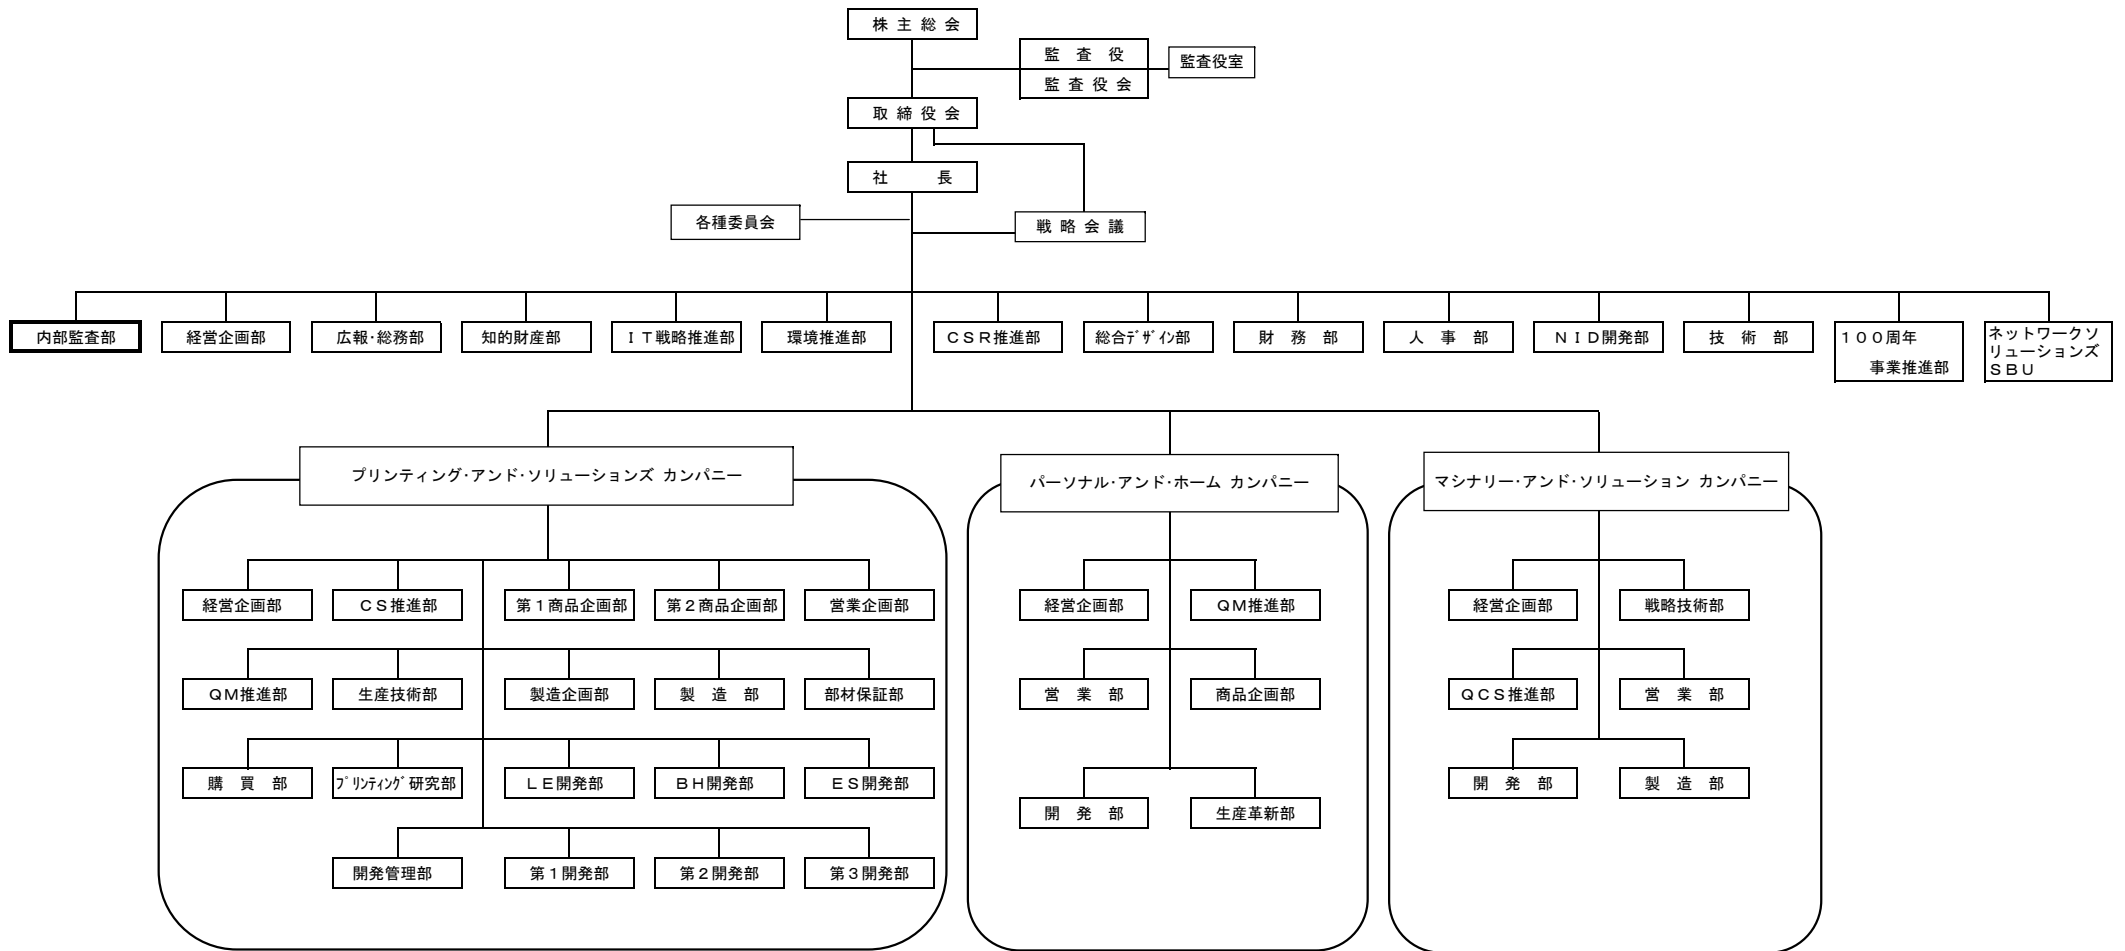 株 主 総 会
監 査 役
監査役室
監 査 役 会
取 締 役 会
社 長
各種委員会
戦 略 会 議
内部監査部
経営企画部
広報・総務部
知的財産部
ＩＴ戦略推進部
環境推進部
ＣＳＲ推進部
総合ﾃﾞｻﾞｲﾝ部
財 務 部
人 事 部
ＮＩＤ開発部
技 術 部
１００周年
事業推進部
ネットワークソ
リューションズ
ＳＢＵ
プリンティング・アンド・ソリューションズ カンパニー
パーソナル・アンド・ホーム カンパニー
マシナリー・アンド・ソリューション カンパニー
経営企画部
ＣＳ推進部
第１商品企画部
第２商品企画部
営業企画部
経営企画部
ＱＭ推進部
経営企画部
戦略技術部
ＱＭ推進部
生産技術部
製造企画部
製 造 部
部材保証部
営 業 部
商品企画部
ＱＣＳ推進部
営 業 部
購 買 部
ﾌﾟﾘﾝﾃｨﾝｸﾞ研究部
ＬＥ開発部
ＢＨ開発部
ＥＳ開発部
開 発 部
生産革新部
開 発 部
製 造 部
開発管理部
第１開発部
第２開発部
第３開発部